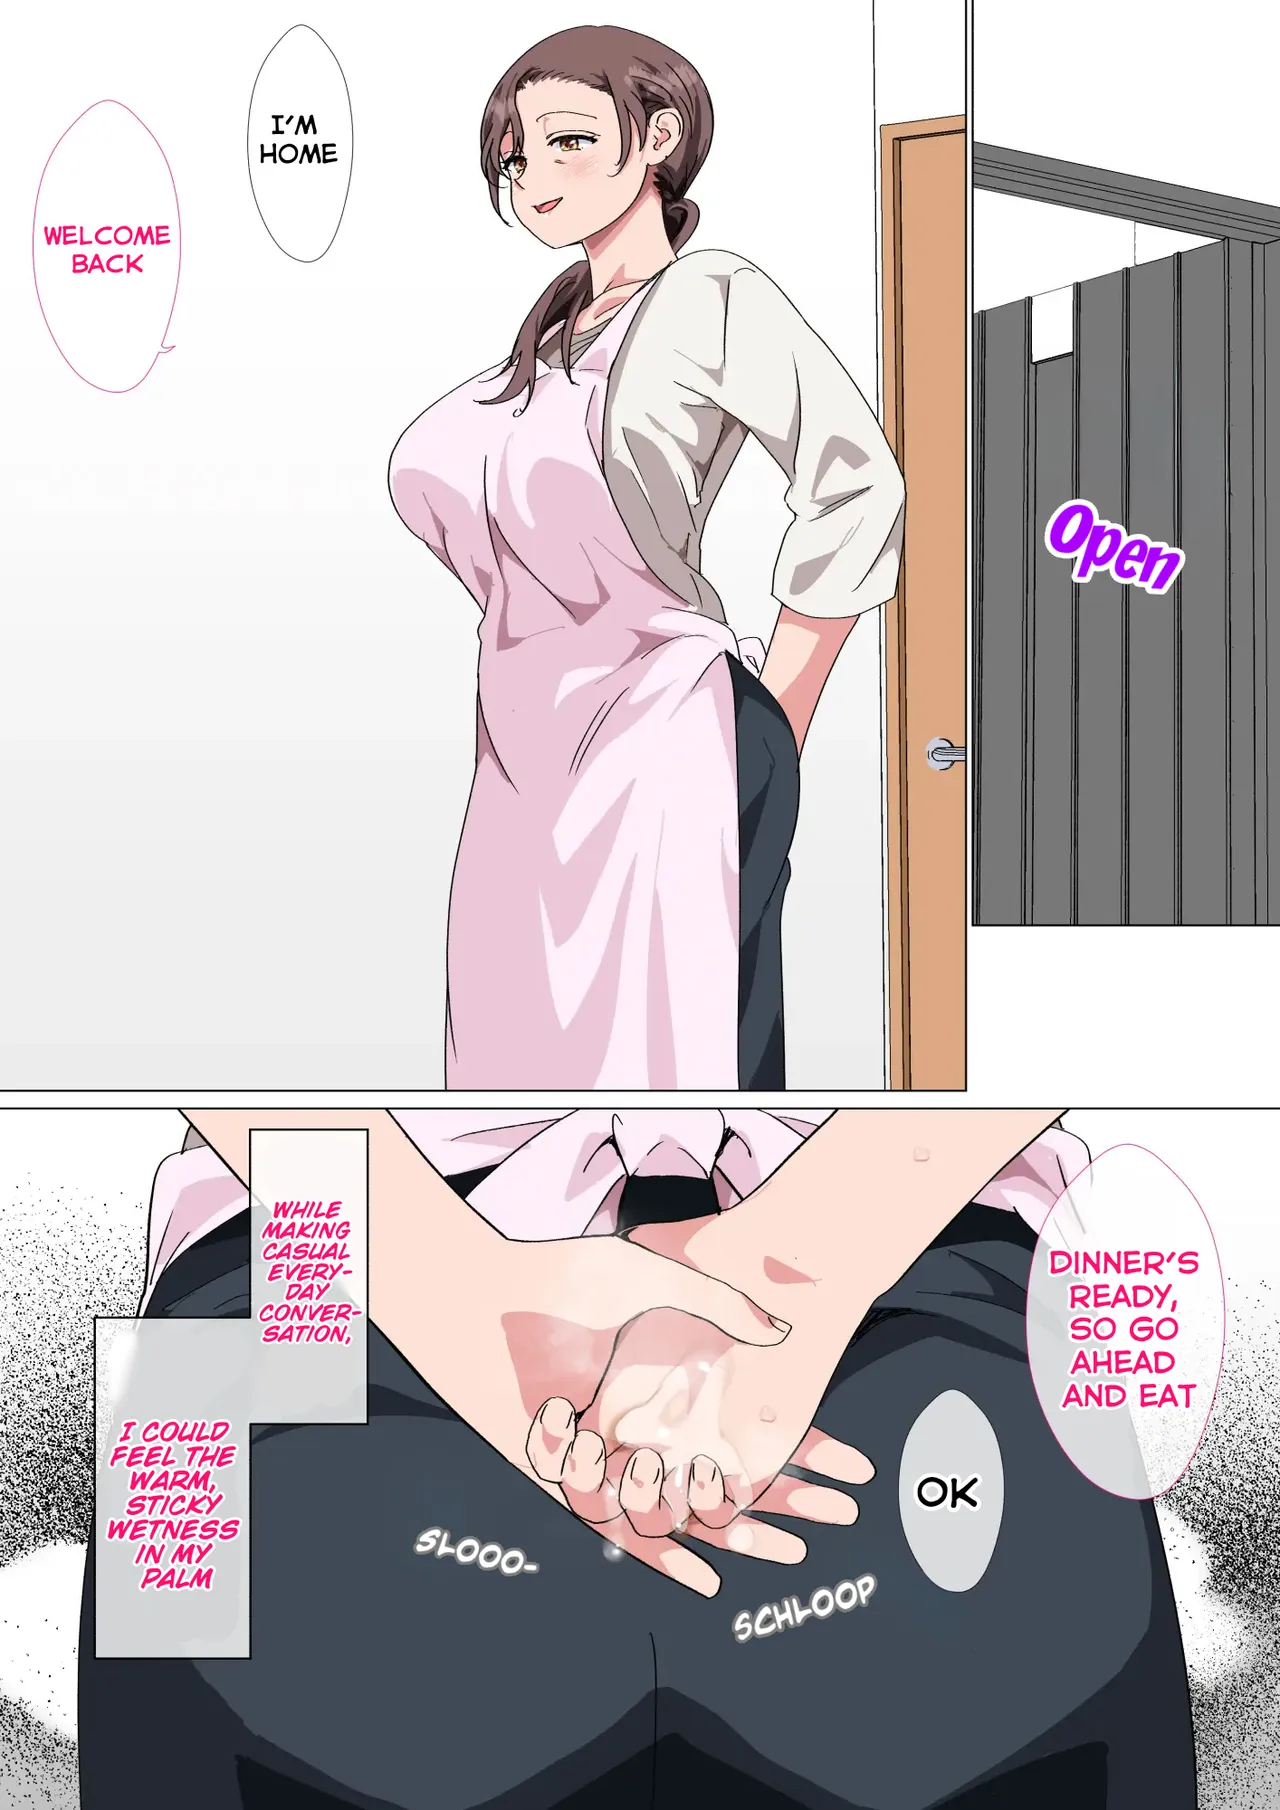 Open
I'M
HOME
WELCOME
BACK
DINNER'S
READY,
SO GO
AHEAD
AND EAT
OK
WHILE
MAKING
CASUAL
EVERY-
DAY
CONVER-
SATION,
I COULD
FEEL THE
WARM,
STICKY
WETNESS
IN MY
PALM
SLOOO-
SCHLOOP